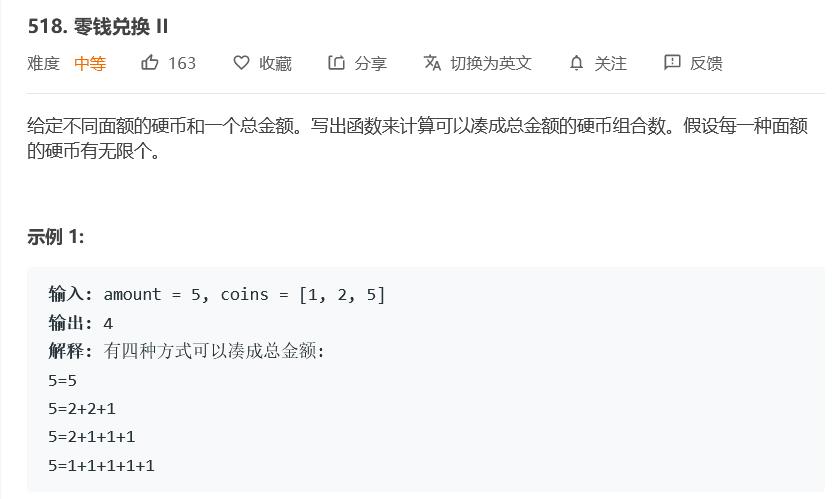 518. 零钱兑换 II
难度 中等 163 收藏 分享 切换为英文 关注 反馈
给定不同面额的硬币和一个总金额。写出函数来计算可以凑成总金额的硬币组合数。假设每一种面额
的硬币有无限个。
示例 1:
输入: amount = 5, coins = [1, 2, 5]
输出: 4
解释: 有四种方式可以凑成总金额:
5=5
5=2+2+1
5=2+1+1+1
5=1+1+1+1+1